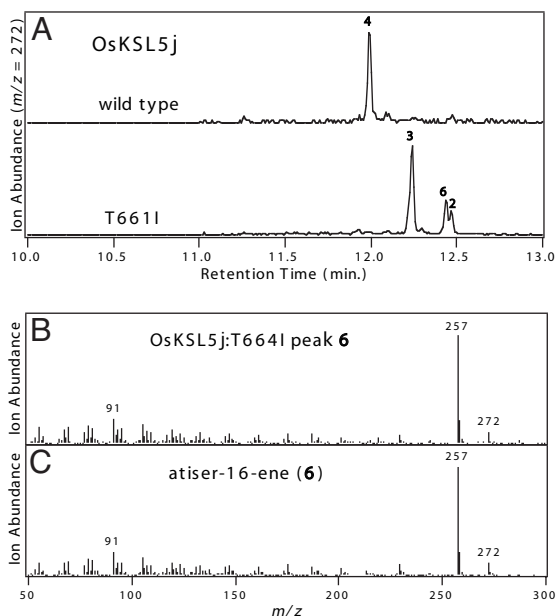 A
OsKSL5j
wild type
4
T661I
3
6
2
Ion Abundance (m/z = 272)
10.0 10.5 11.0 11.5 12.0 12.5 13.0
Retention Time (min.)
B
OsKSL5j:T664I peak 6
257
91
272
Ion Abundance
C
atiser-16-ene (6)
257
91
272
Ion Abundance
50 100 150 200 250 300
m/z